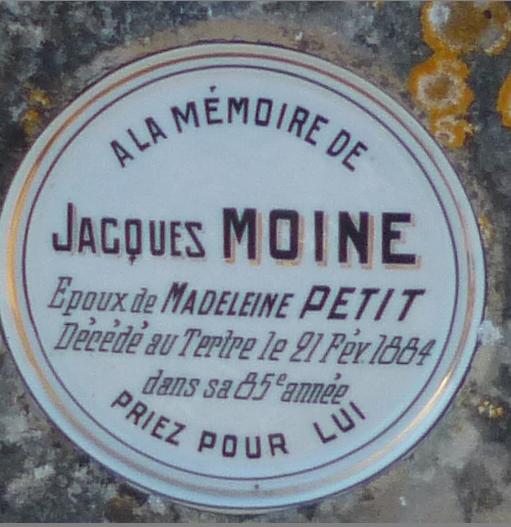 A LA MÉMOIRE DE
JACQUES MOINE
Epoux de MADELEINE PETIT
Dècédé au Tertre le 21 Fév. 1884
dans sa 85e année
PRIEZ POUR LUI